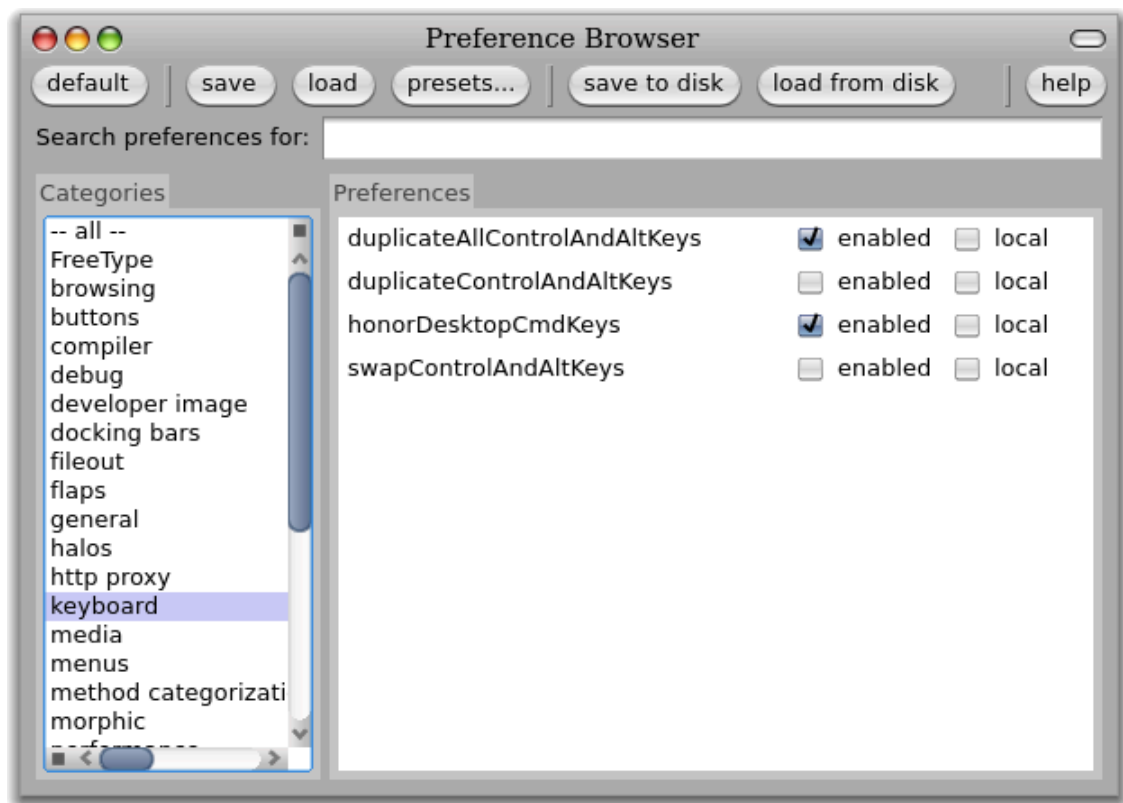 Preference Browser
default save load presets... save to disk load from disk help
Search preferences for:
Categories
-- all --
FreeType
browsing
buttons
compiler
debug
developer image
docking bars
fileout
flaps
general
halos
http proxy
keyboard
media
menus
method categorizati
morphic
Preferences
duplicateAllControlAndAltKeys enabled local
duplicateControlAndAltKeys enabled local
honorDesktopCmdKeys enabled local
swapControlAndAltKeys enabled local